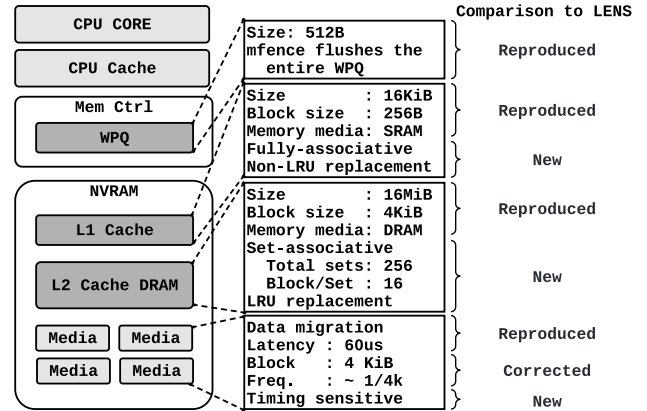 Comparison to LENS
CPU CORE
CPU Cache
Mem Ctrl
WPQ
NVRAM
L1 Cache
L2 Cache DRAM
Media
Media
Media
Media
Size: 512B
mfence flushes the
entire WPQ
Reproduced
Size : 16KiB
Block size : 256B
Memory media: SRAM
Reproduced
Fully-associative
Non-LRU replacement
New
Size : 16MiB
Block size : 4KiB
Memory media: DRAM
Reproduced
Set-associative
Total sets: 256
Block/Set : 16
LRU replacement
New
Data migration
Latency : 60us
Reproduced
Block : 4 KiB
Freq. : ~ 1/4k
Corrected
Timing sensitive
New